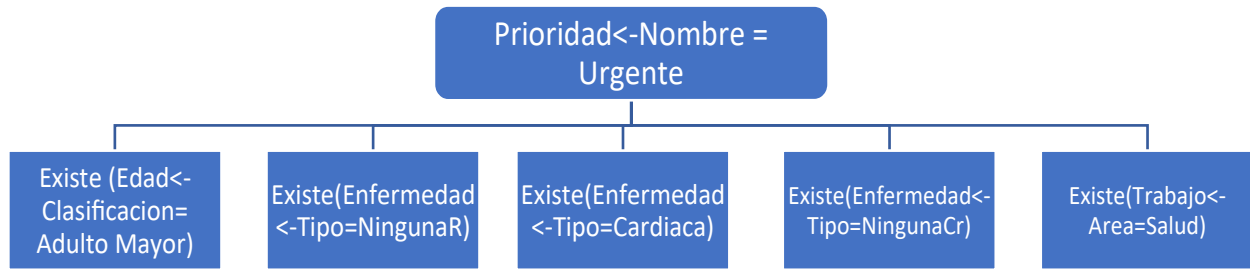 Prioridad<-Nombre =
Urgente
Existe (Edad<-
Clasificacion=
Adulto Mayor)
Existe(Enfermedad
<-Tipo=NingunaR)
Existe(Enfermedad
<-Tipo=Cardiaca)
Existe(Enfermedad<-
Tipo=NingunaCr)
Existe(Trabajo<-
Area=Salud)